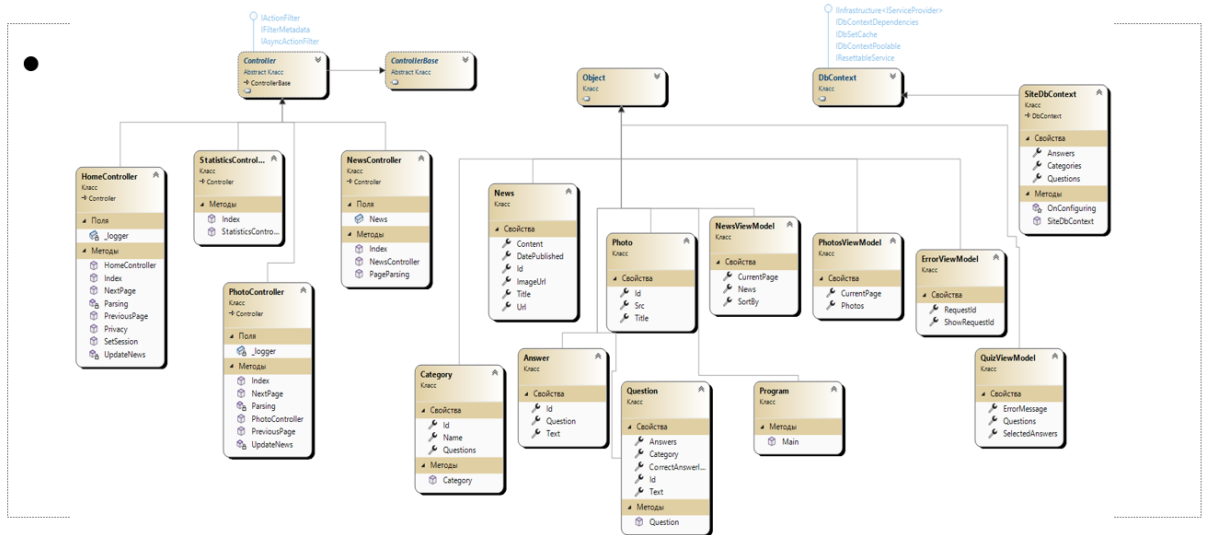 IActionFilter
IFilterMetadata
IAsyncActionFilter
Controller
Abstract Класс
ControllerBase
ControllerBase
Abstract Класс
HomeController
Класс
Controller
Поля
_logger
Методы
HomeController
Index
NextPage
Parsing
PreviousPage
Privacy
SetSession
UpdateNews
StatisticsControl...
Класс
Controller
Методы
Index
StatisticsContro...
PhotoController
Класс
Controller
Поля
_logger
Методы
Index
NextPage
Parsing
PhotoController
PreviousPage
UpdateNews
NewsController
Класс
Controller
Поля
News
Методы
Index
NewsController
PageParsing
Object
Класс
IInfrastructure<IServiceProvider>
IDbContextDependencies
IDbSetCache
IDbContextPoolable
IResettableService
DbContext
Класс
SiteDbContext
Класс
DbContext
Свойства
Answers
Categories
Questions
Методы
OnConfiguring
SiteDbContext
News
Класс
Свойства
Content
DatePublished
Id
ImageUrl
Title
Url
Photo
Класс
Свойства
Id
Src
Title
NewsViewModel
Класс
Свойства
CurrentPage
News
SortBy
PhotosViewModel
Класс
Свойства
CurrentPage
Photos
ErrorViewModel
Класс
Свойства
RequestId
ShowRequestId
Category
Класс
Свойства
Id
Name
Questions
Методы
Category
Answer
Класс
Свойства
Id
Question
Text
Question
Класс
Свойства
Answers
Category
CorrectAnswerI...
Id
Text
Методы
Question
Program
Класс
Методы
Main
QuizViewModel
Класс
Свойства
ErrorMessage
Questions
SelectedAnswers